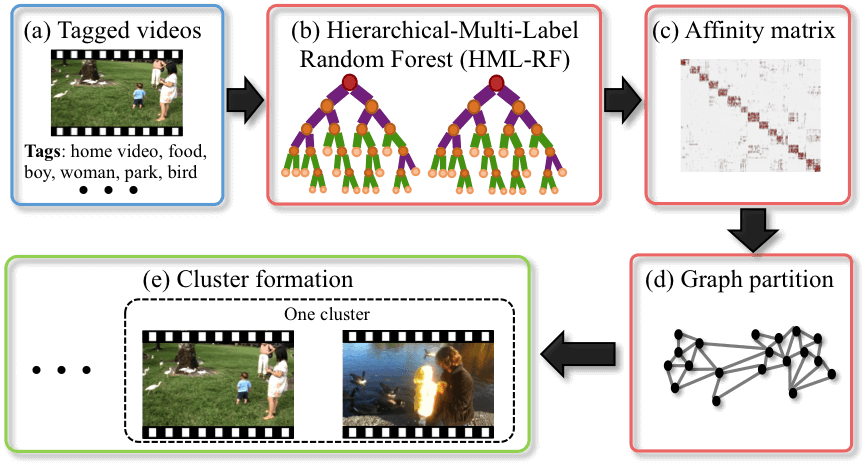 (a) Tagged videos
Tags: home video, food,
boy, woman, park, bird
(b) Hierarchical-Multi-Label
Random Forest (HML-RF)
(c) Affinity matrix
(d) Graph partition
(e) Cluster formation
One cluster